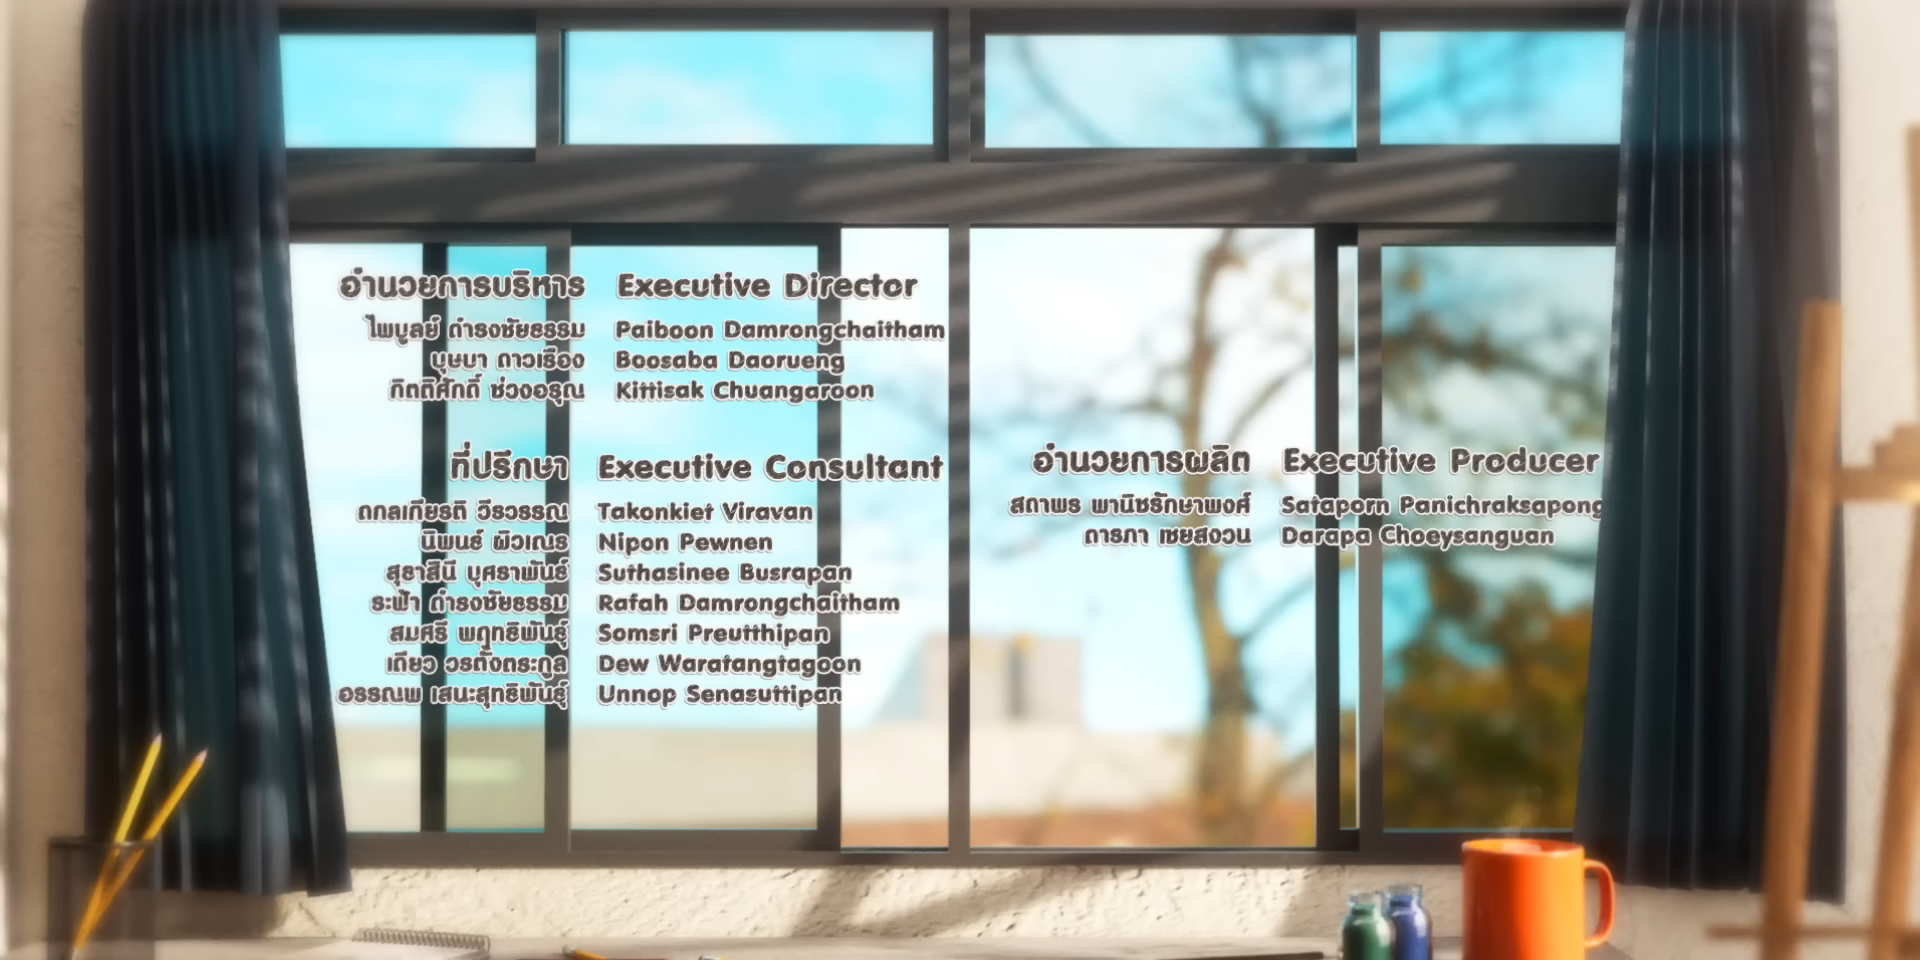 อำนวยการบริหาร Executive Director
ไพบูลย์ ดำรงชัยธรรม Paiboon Damrongchaitham
บุษบา ดาวเรือง Boosaba Daorueng
กิตติศักดิ์ ช่วงอรุณ Kittisak Chuangaroon
ที่ปรึกษา Executive Consultant
ถกลเกียรติ วีรวรรณ Takonkiet Viravan
นิพนธ์ ผิวเณร Nipon Pewnen
สุธาสินี บุศราพันธ์ Suthasinee Busrapan
ระฟ้า ดำรงชัยธรรม Rafah Damrongchaitham
สมศรี พฤทธิพันธุ์ Somsri Preutthipan
เดียว วรตั้งตระกูล Dew Waratangtagoon
อรรณพ เสนะสุทธิพันธุ์ Unnop Senasuttipan
อำนวยการผลิต Executive Producer
สถาพร พานิชรักษาพงศ์ Sataporn Panichraksapong
ดารภา เชยสงวน Darapa Choeysanguan